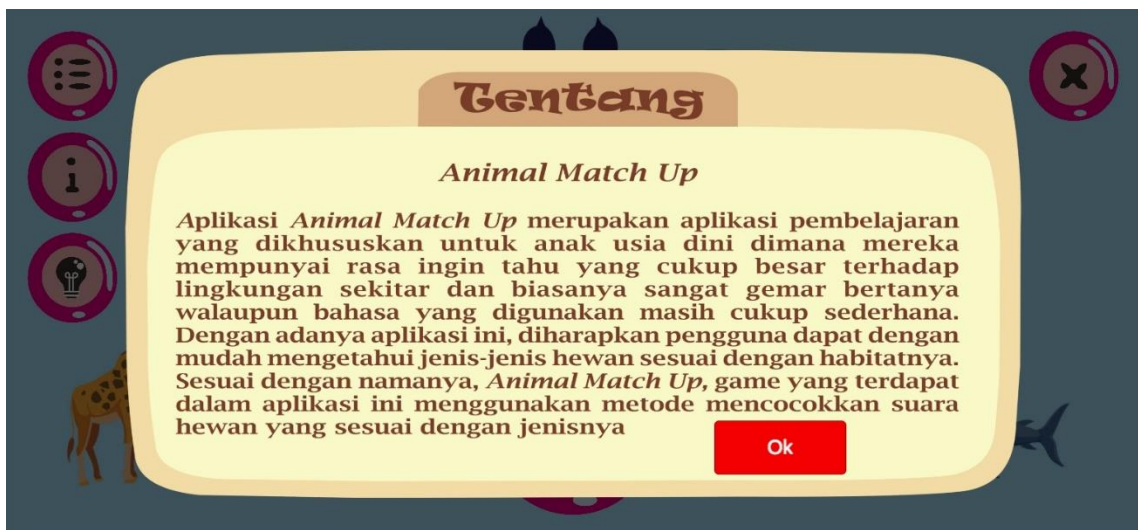 Tentang
Animal Match Up
Aplikasi Animal Match Up merupakan aplikasi pembelajaran
yang dikhususkan untuk anak usia dini dimana mereka
mempunyai rasa ingin tahu yang cukup besar terhadap
lingkungan sekitar dan biasanya sangat gemar bertanya
walaupun bahasa yang digunakan masih cukup sederhana.
Dengan adanya aplikasi ini, diharapkan pengguna dapat dengan
mudah mengetahui jenis-jenis hewan sesuai dengan habitatnya.
Sesuai dengan namanya, Animal Match Up, game yang terdapat
dalam aplikasi ini menggunakan metode mencocokkan suara
hewan yang sesuai dengan jenisnya
Ok